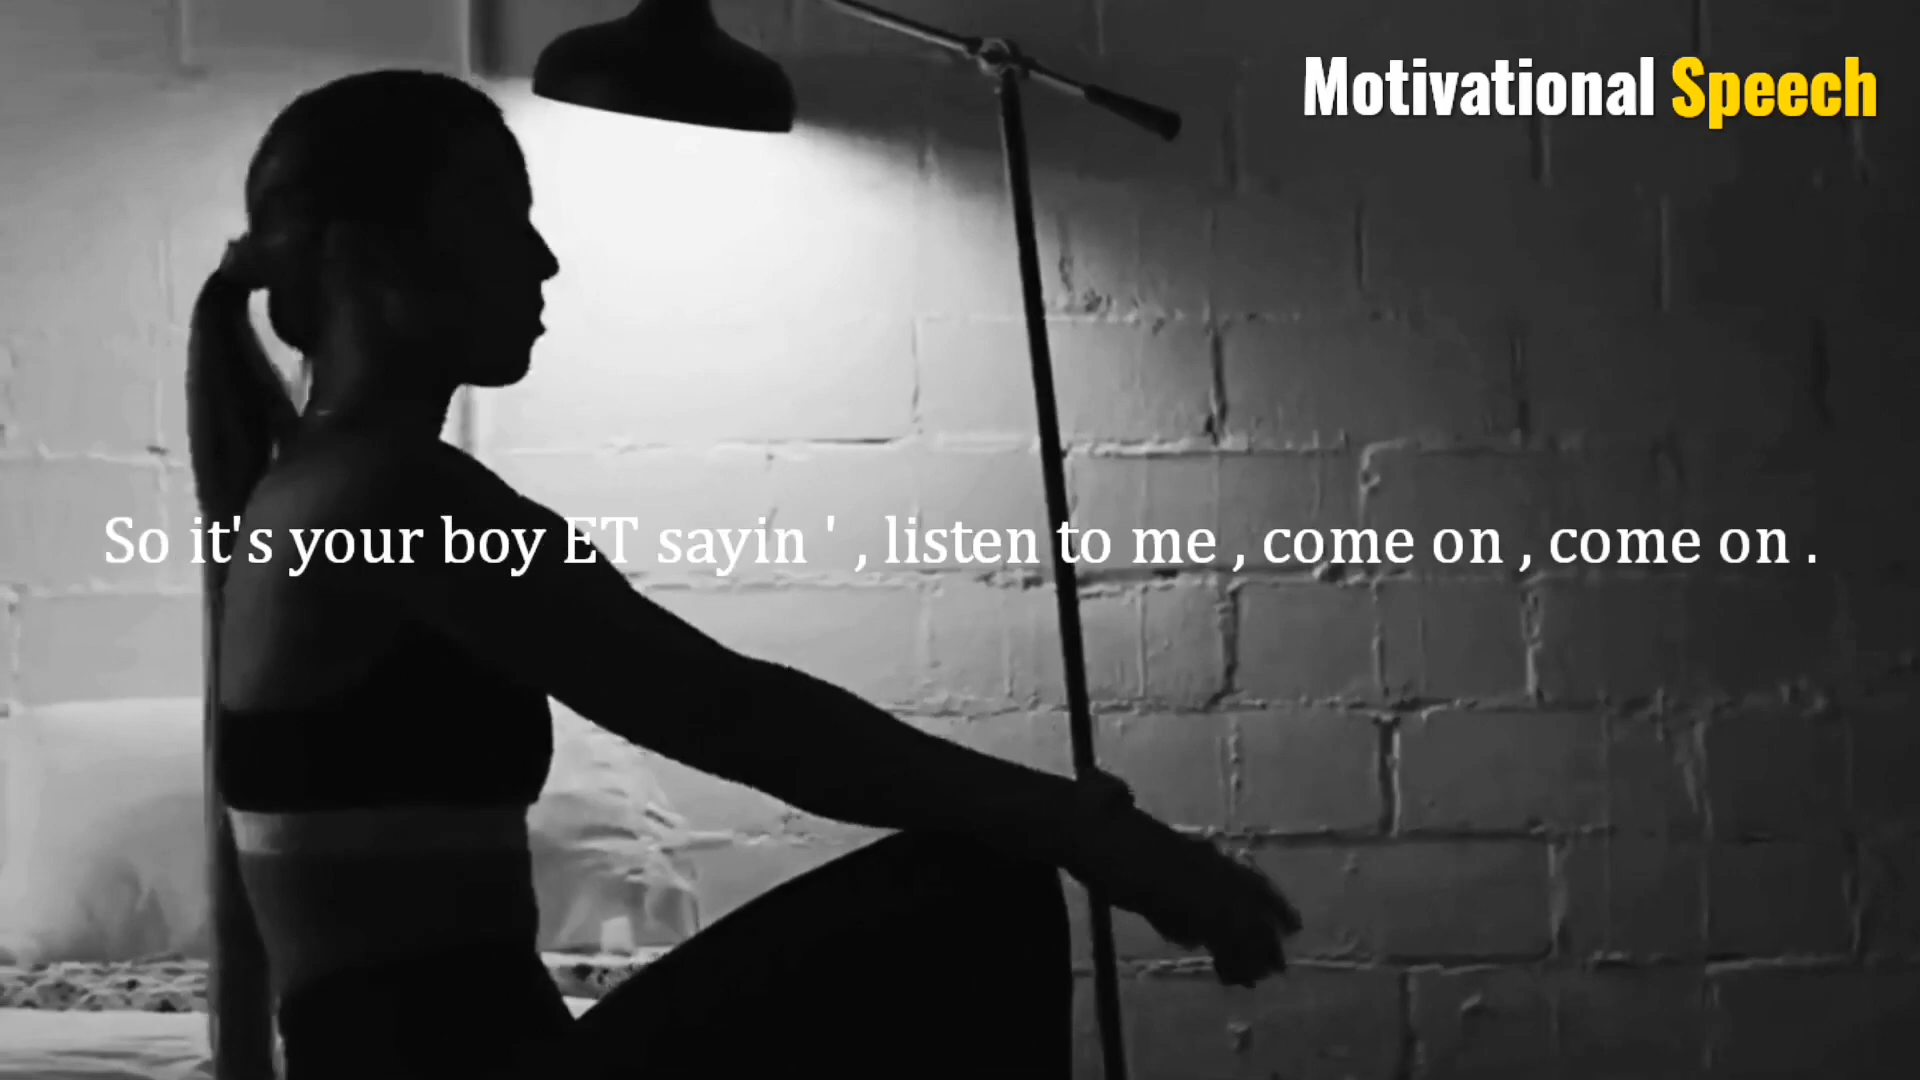 Motivational Speech
So it's your boy ET sayin ' , listen to me , come on , come on .